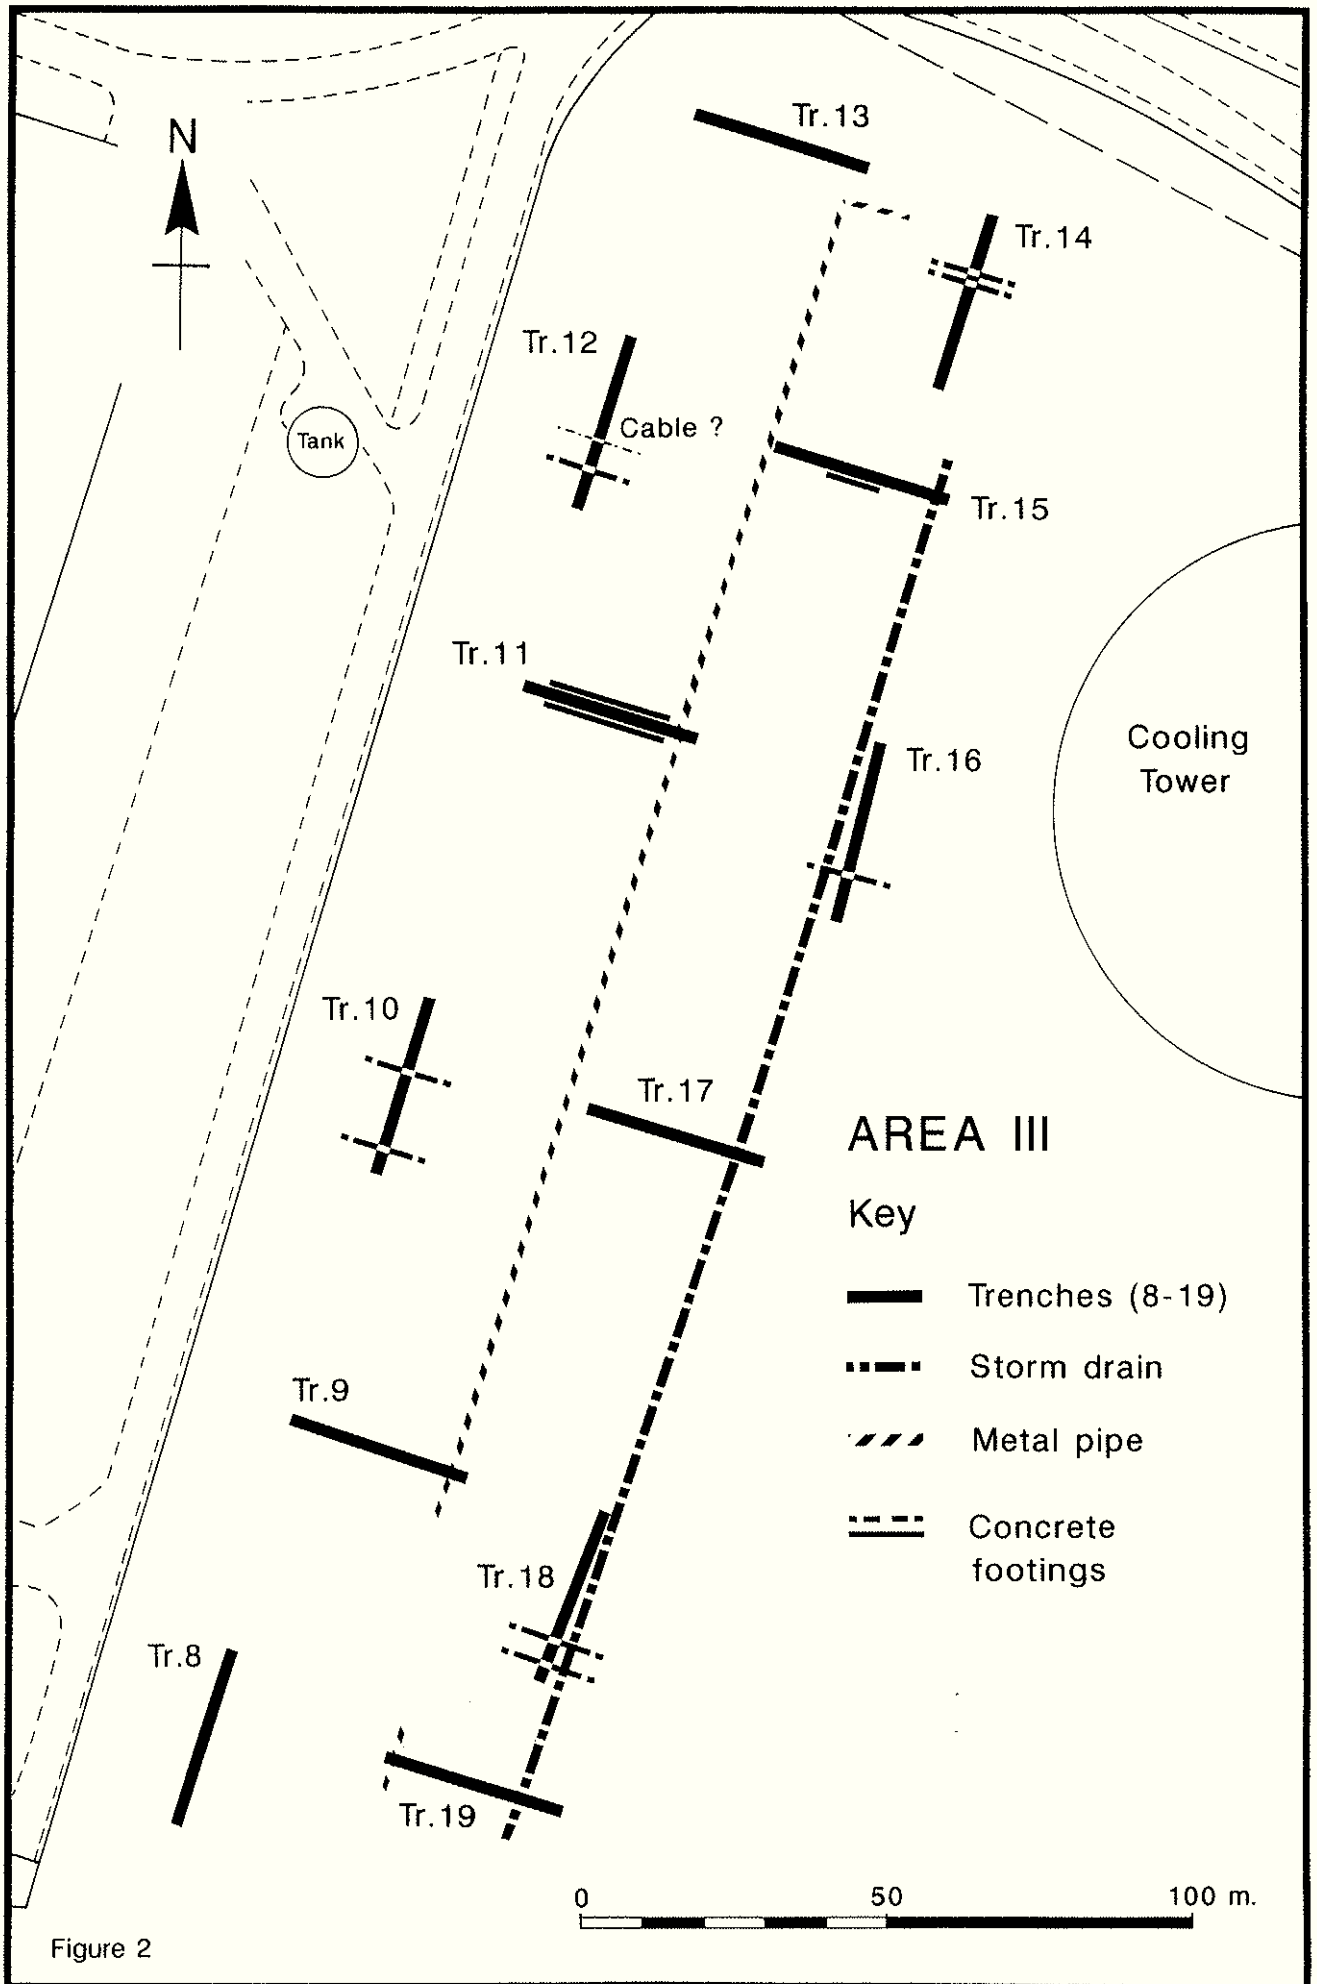 Tr.13
N
Tr.14
Tr.12
Cable ?
Tank
Tr.15
Tr.11
Cooling
Tower
Tr.16
Tr.10
Tr.17
AREA III
Key
Trenches (8-19)
Storm drain
Tr.9
Metal pipe
Concrete
footings
Tr.18
Tr.8
Tr.19
0 50 100 m.
Figure 2